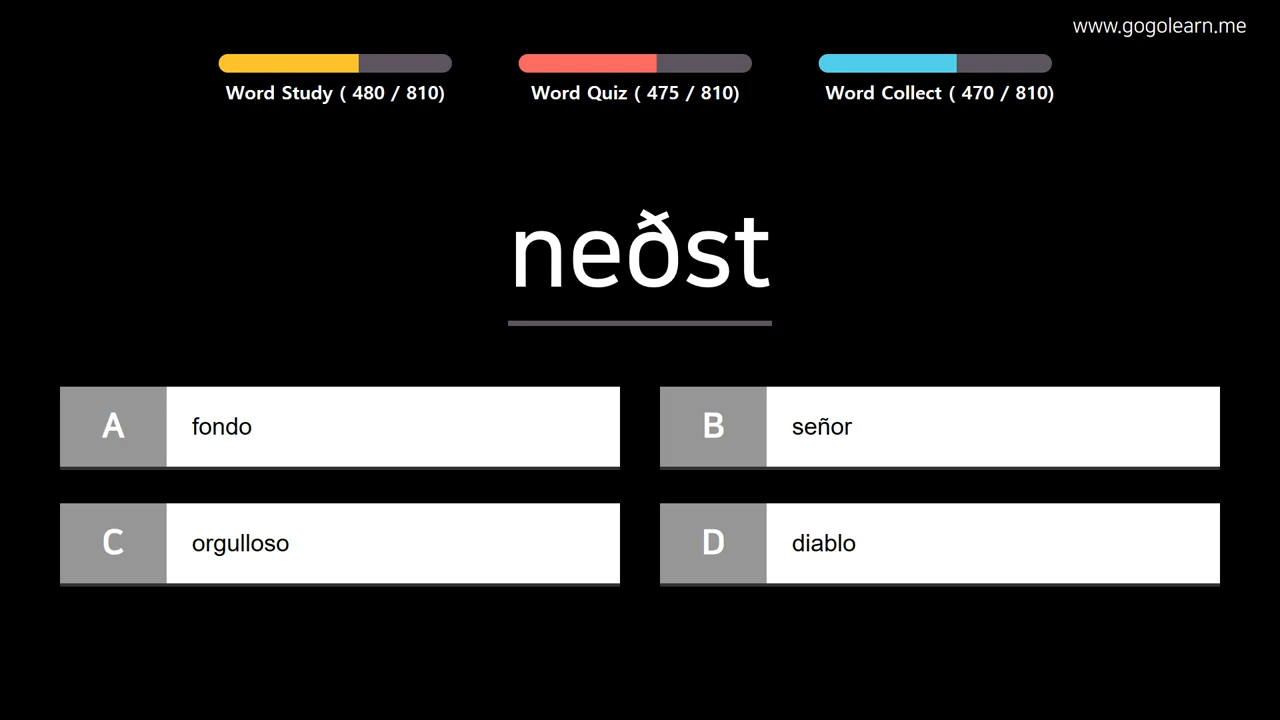 www.gogolearn.me
Word Study ( 480 / 810)
Word Quiz ( 475 / 810)
Word Collect ( 470 / 810)
neðst
A fondo
B señor
C orgulloso
D diablo